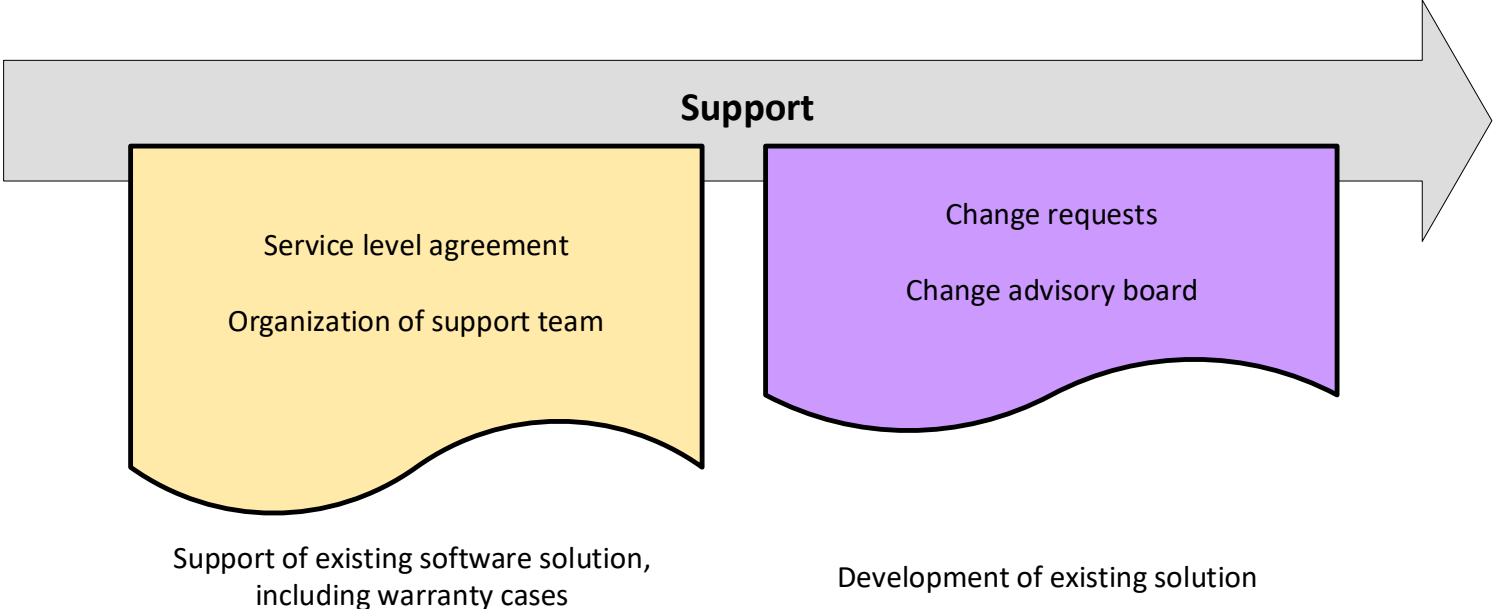 Support
Service level agreement
Organization of support team
Change requests
Change advisory board
Support of existing software solution,
including warranty cases
Development of existing solution